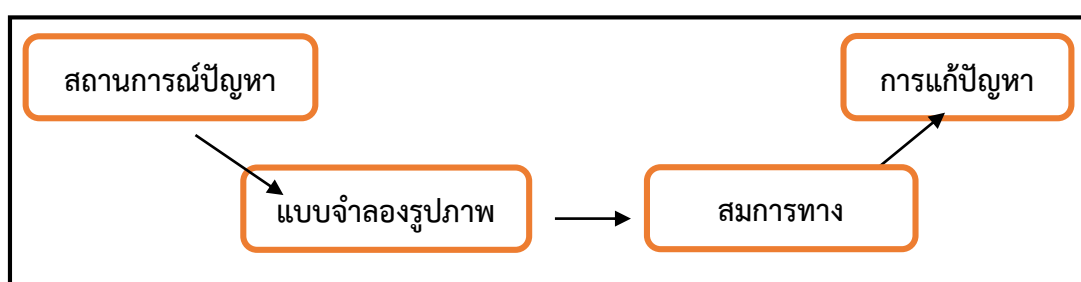 สถานการณ์ปัญหา
การแก้ปัญหา
แบบจำลองรูปภาพ
สมการทาง